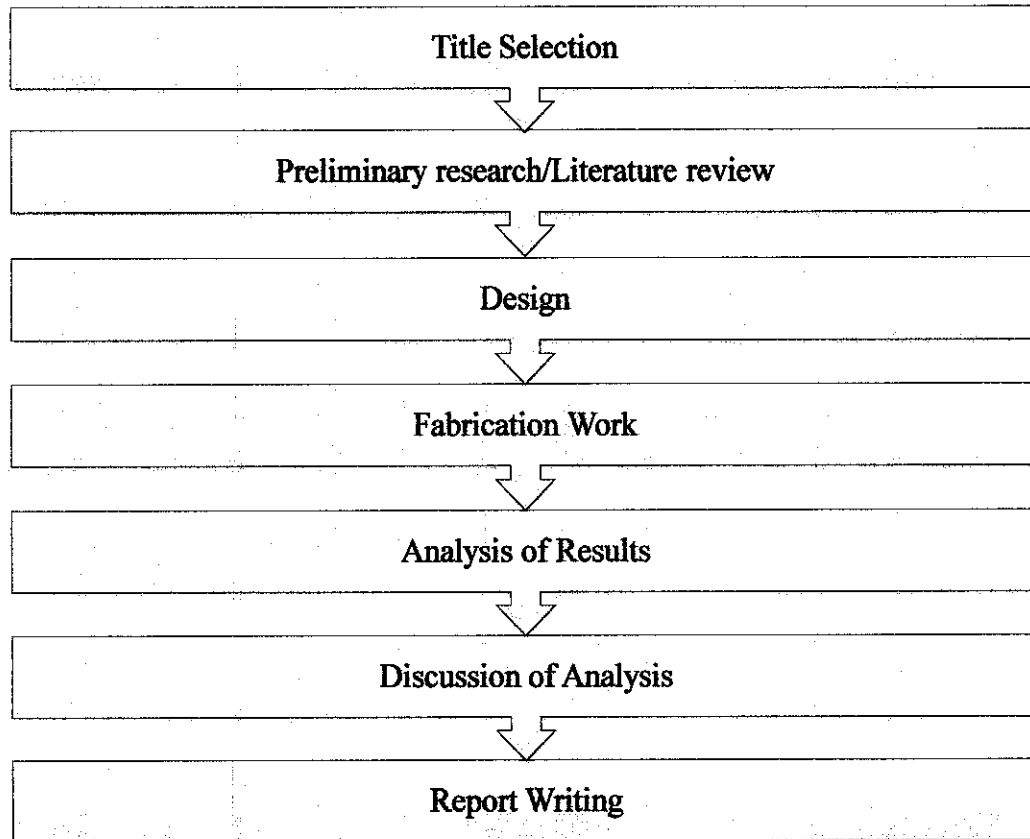 Title Selection
Preliminary research/Literature review
Design
Fabrication Work
Analysis of Results
Discussion of Analysis
Report Writing